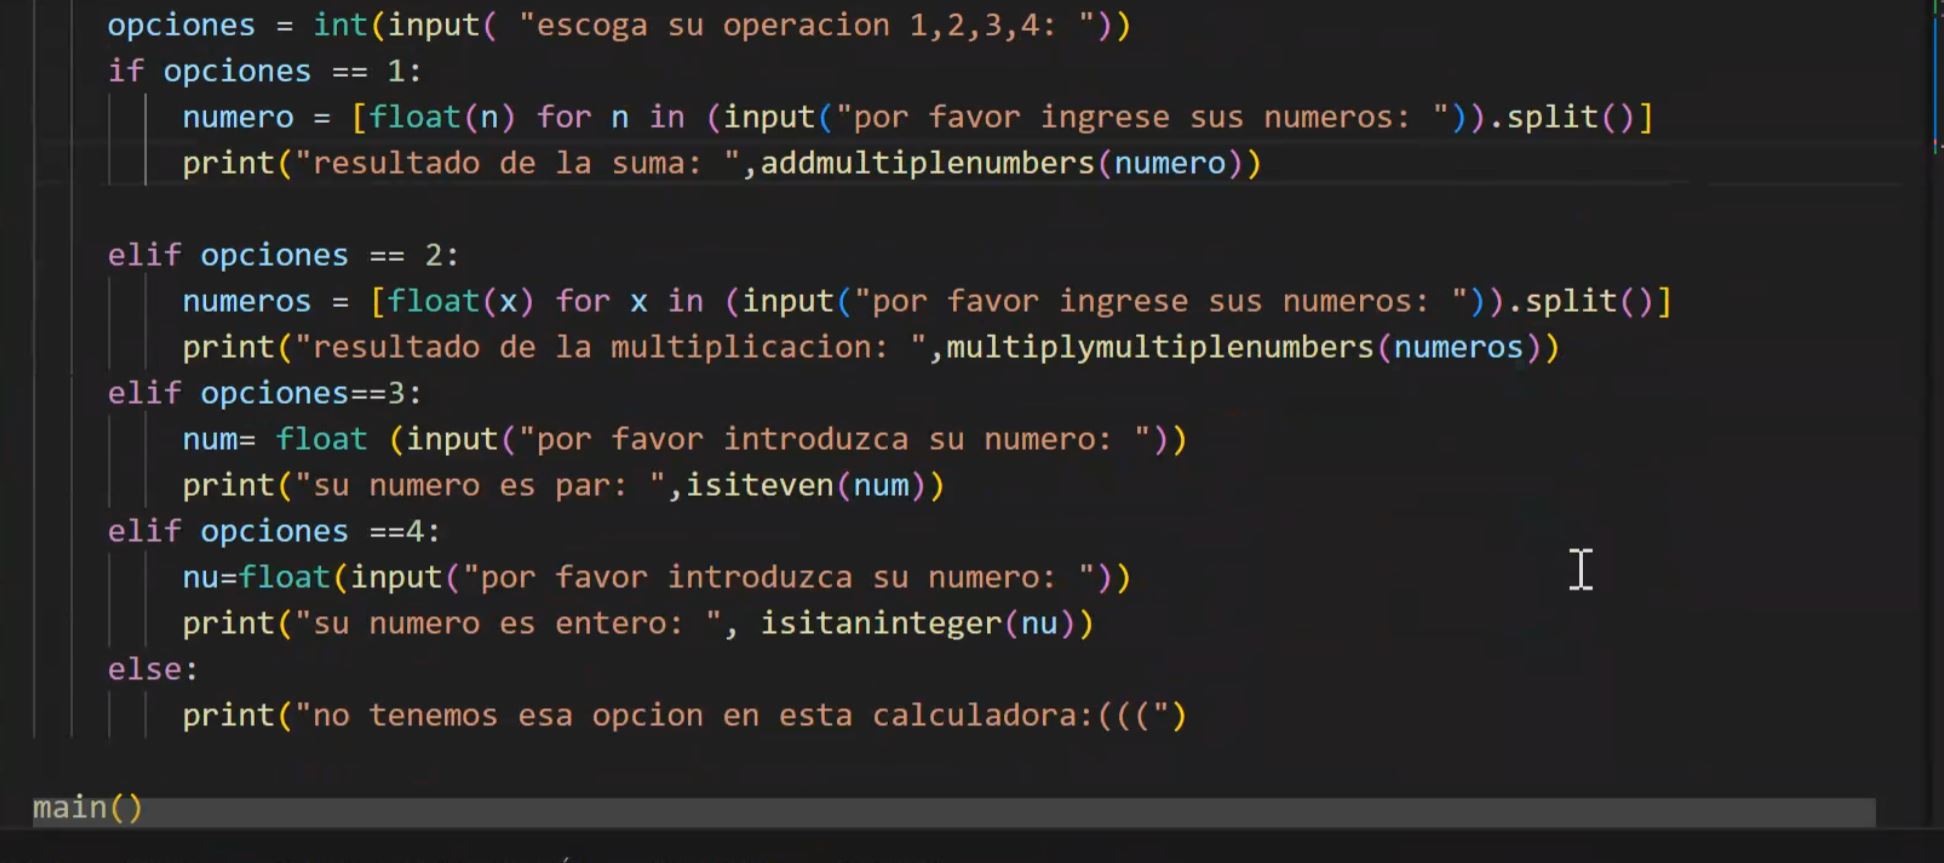 opciones = int(input( "escoga su operacion 1,2,3,4: "))
if opciones == 1:
numero = [float(n) for n in (input("por favor ingrese sus numeros: ")).split()]
print("resultado de la suma: ",addmultiplenumbers(numero))
elif opciones == 2:
numeros = [float(x) for x in (input("por favor ingrese sus numeros: ")).split()]
print("resultado de la multiplicacion: ",multiplymultiplenumbers(numeros))
elif opciones==3:
num= float (input("por favor introduzca su numero: "))
print("su numero es par: ",isiteven(num))
elif opciones ==4:
nu=float(input("por favor introduzca su numero: "))
print("su numero es entero: ", isitaninteger(nu))
else:
print("no tenemos esa opcion en esta calculadora:(((")
main()